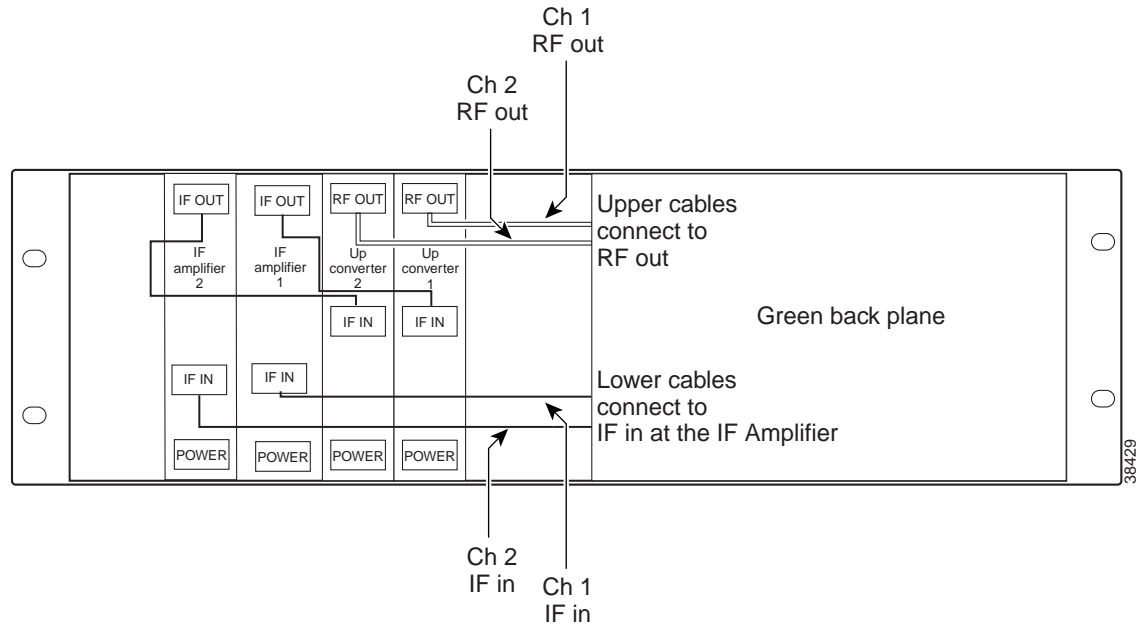 Ch 1
RF out
Ch 2
RF out
IF OUT
IF OUT
RF OUT
RF OUT
IF
amplifier
2
IF
amplifier
1
Up
converter
2
Up
converter
1
IF IN
IF IN
IF IN
IF IN
POWER
POWER
POWER
POWER
Upper cables
connect to
RF out
Green back plane
Lower cables
connect to
IF in at the IF Amplifier
38429
Ch 2
IF in
Ch 1
IF in